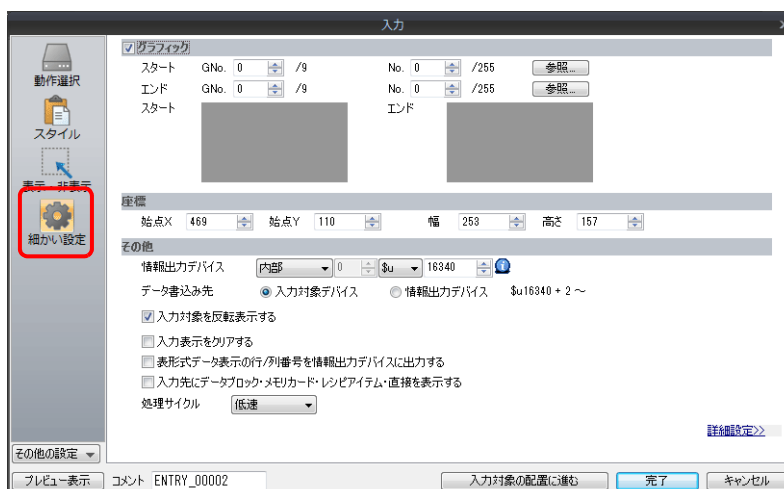 入力
動作選択
スタイル
表示・非表示
細かい設定
その他の設定
グラフィック
スタート GNo. 0 /9 No. 0 /255 参照...
エンド GNo. 0 /9 No. 0 /255 参照...
スタート エンド
座標
始点X 469 始点Y 110 幅 253 高さ 157
その他
情報出力デバイス 内部 0 $u 16340
データ書込み先 入力対象デバイス 情報出力デバイス $u16340 + 2 ～
入力対象を反転表示する
入力表示をクリアする
表形式データ表示の行/列番号を情報出力デバイスに出力する
入力先にデータブロック・メモリカード・レシピアイテム・直接を表示する
処理サイクル 低速
詳細設定>>
プレビュー表示 コメント ENTRY_00002 入力対象の配置に進む 完了 キャンセル